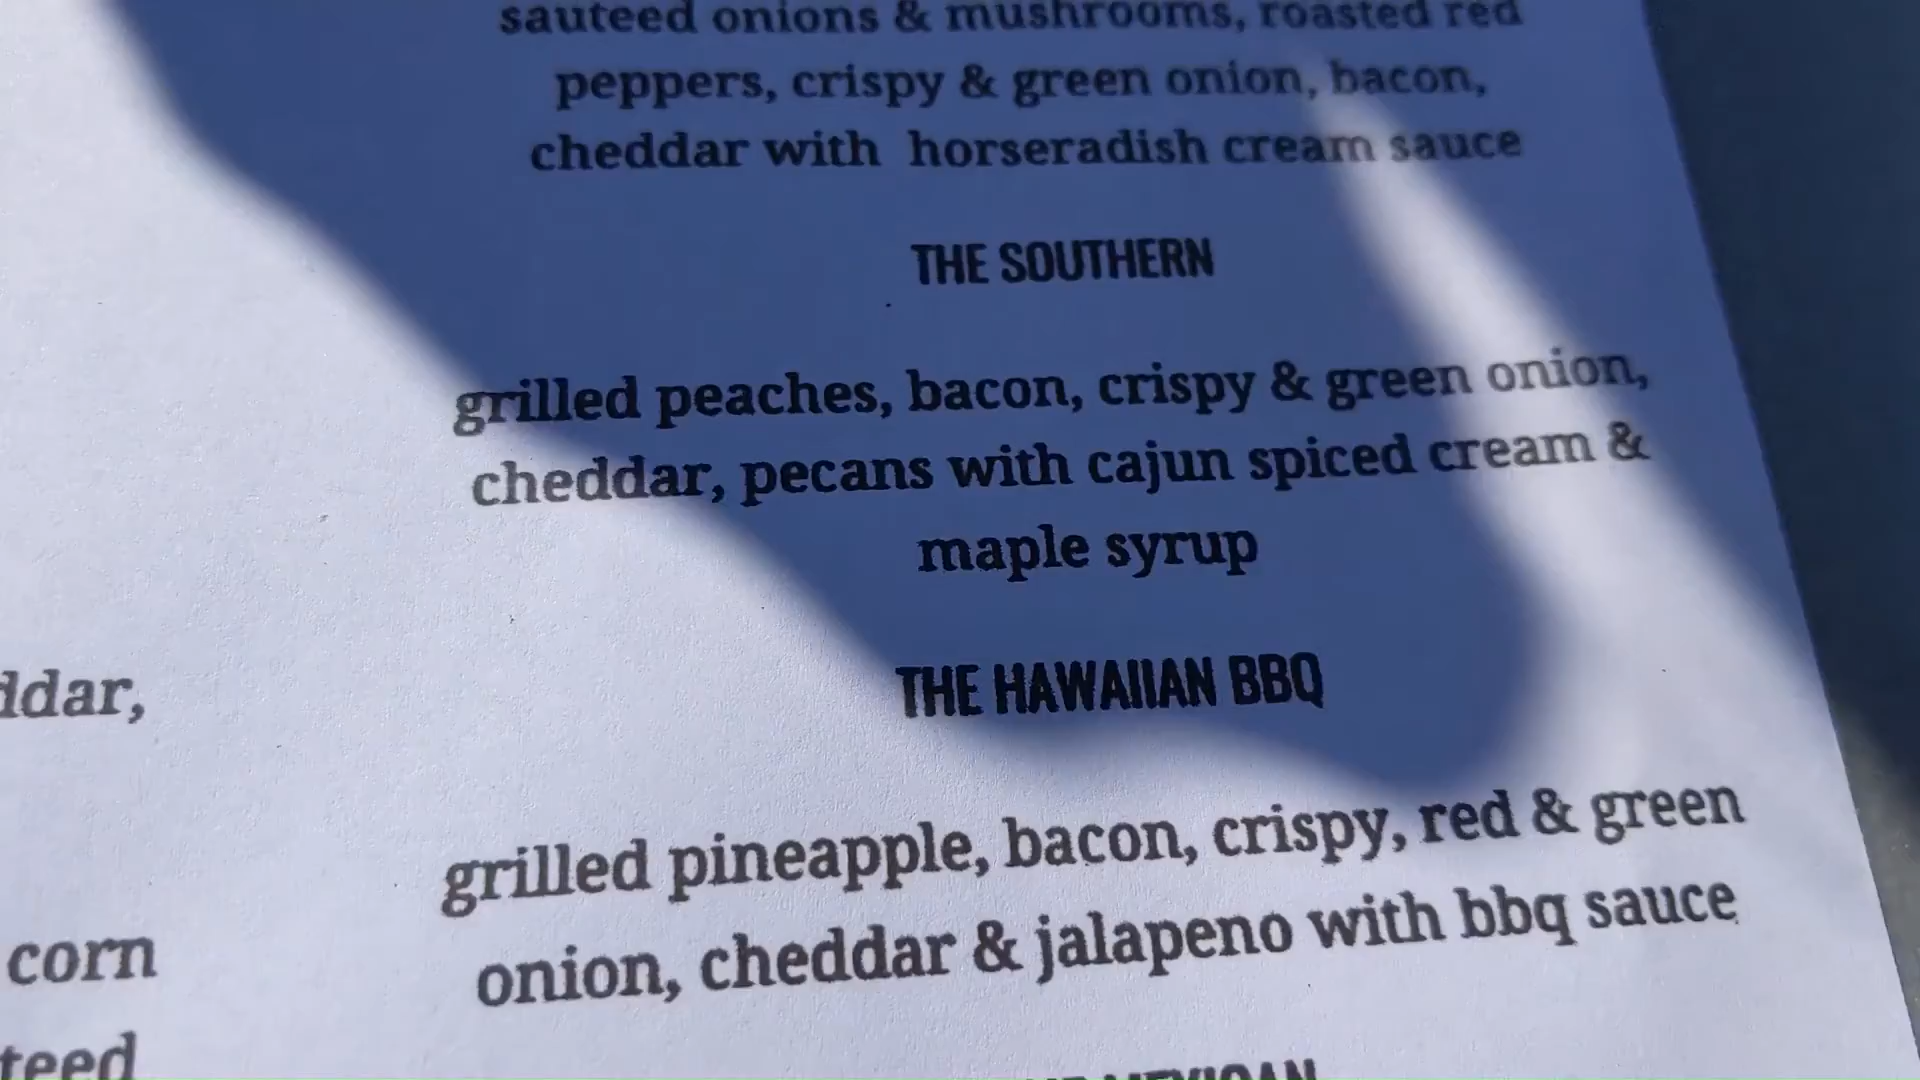 sauteed onions & mushrooms, roasted red
peppers, crispy & green onion, bacon,
cheddar with horseradish cream sauce
THE SOUTHERN
grilled peaches, bacon, crispy & green onion,
cheddar, pecans with cajun spiced cream &
maple syrup
THE HAWAIIAN BBQ
grilled pineapple, bacon, crispy, red & green
onion, cheddar & jalapeno with bbq sauce
MEXICAN
corn